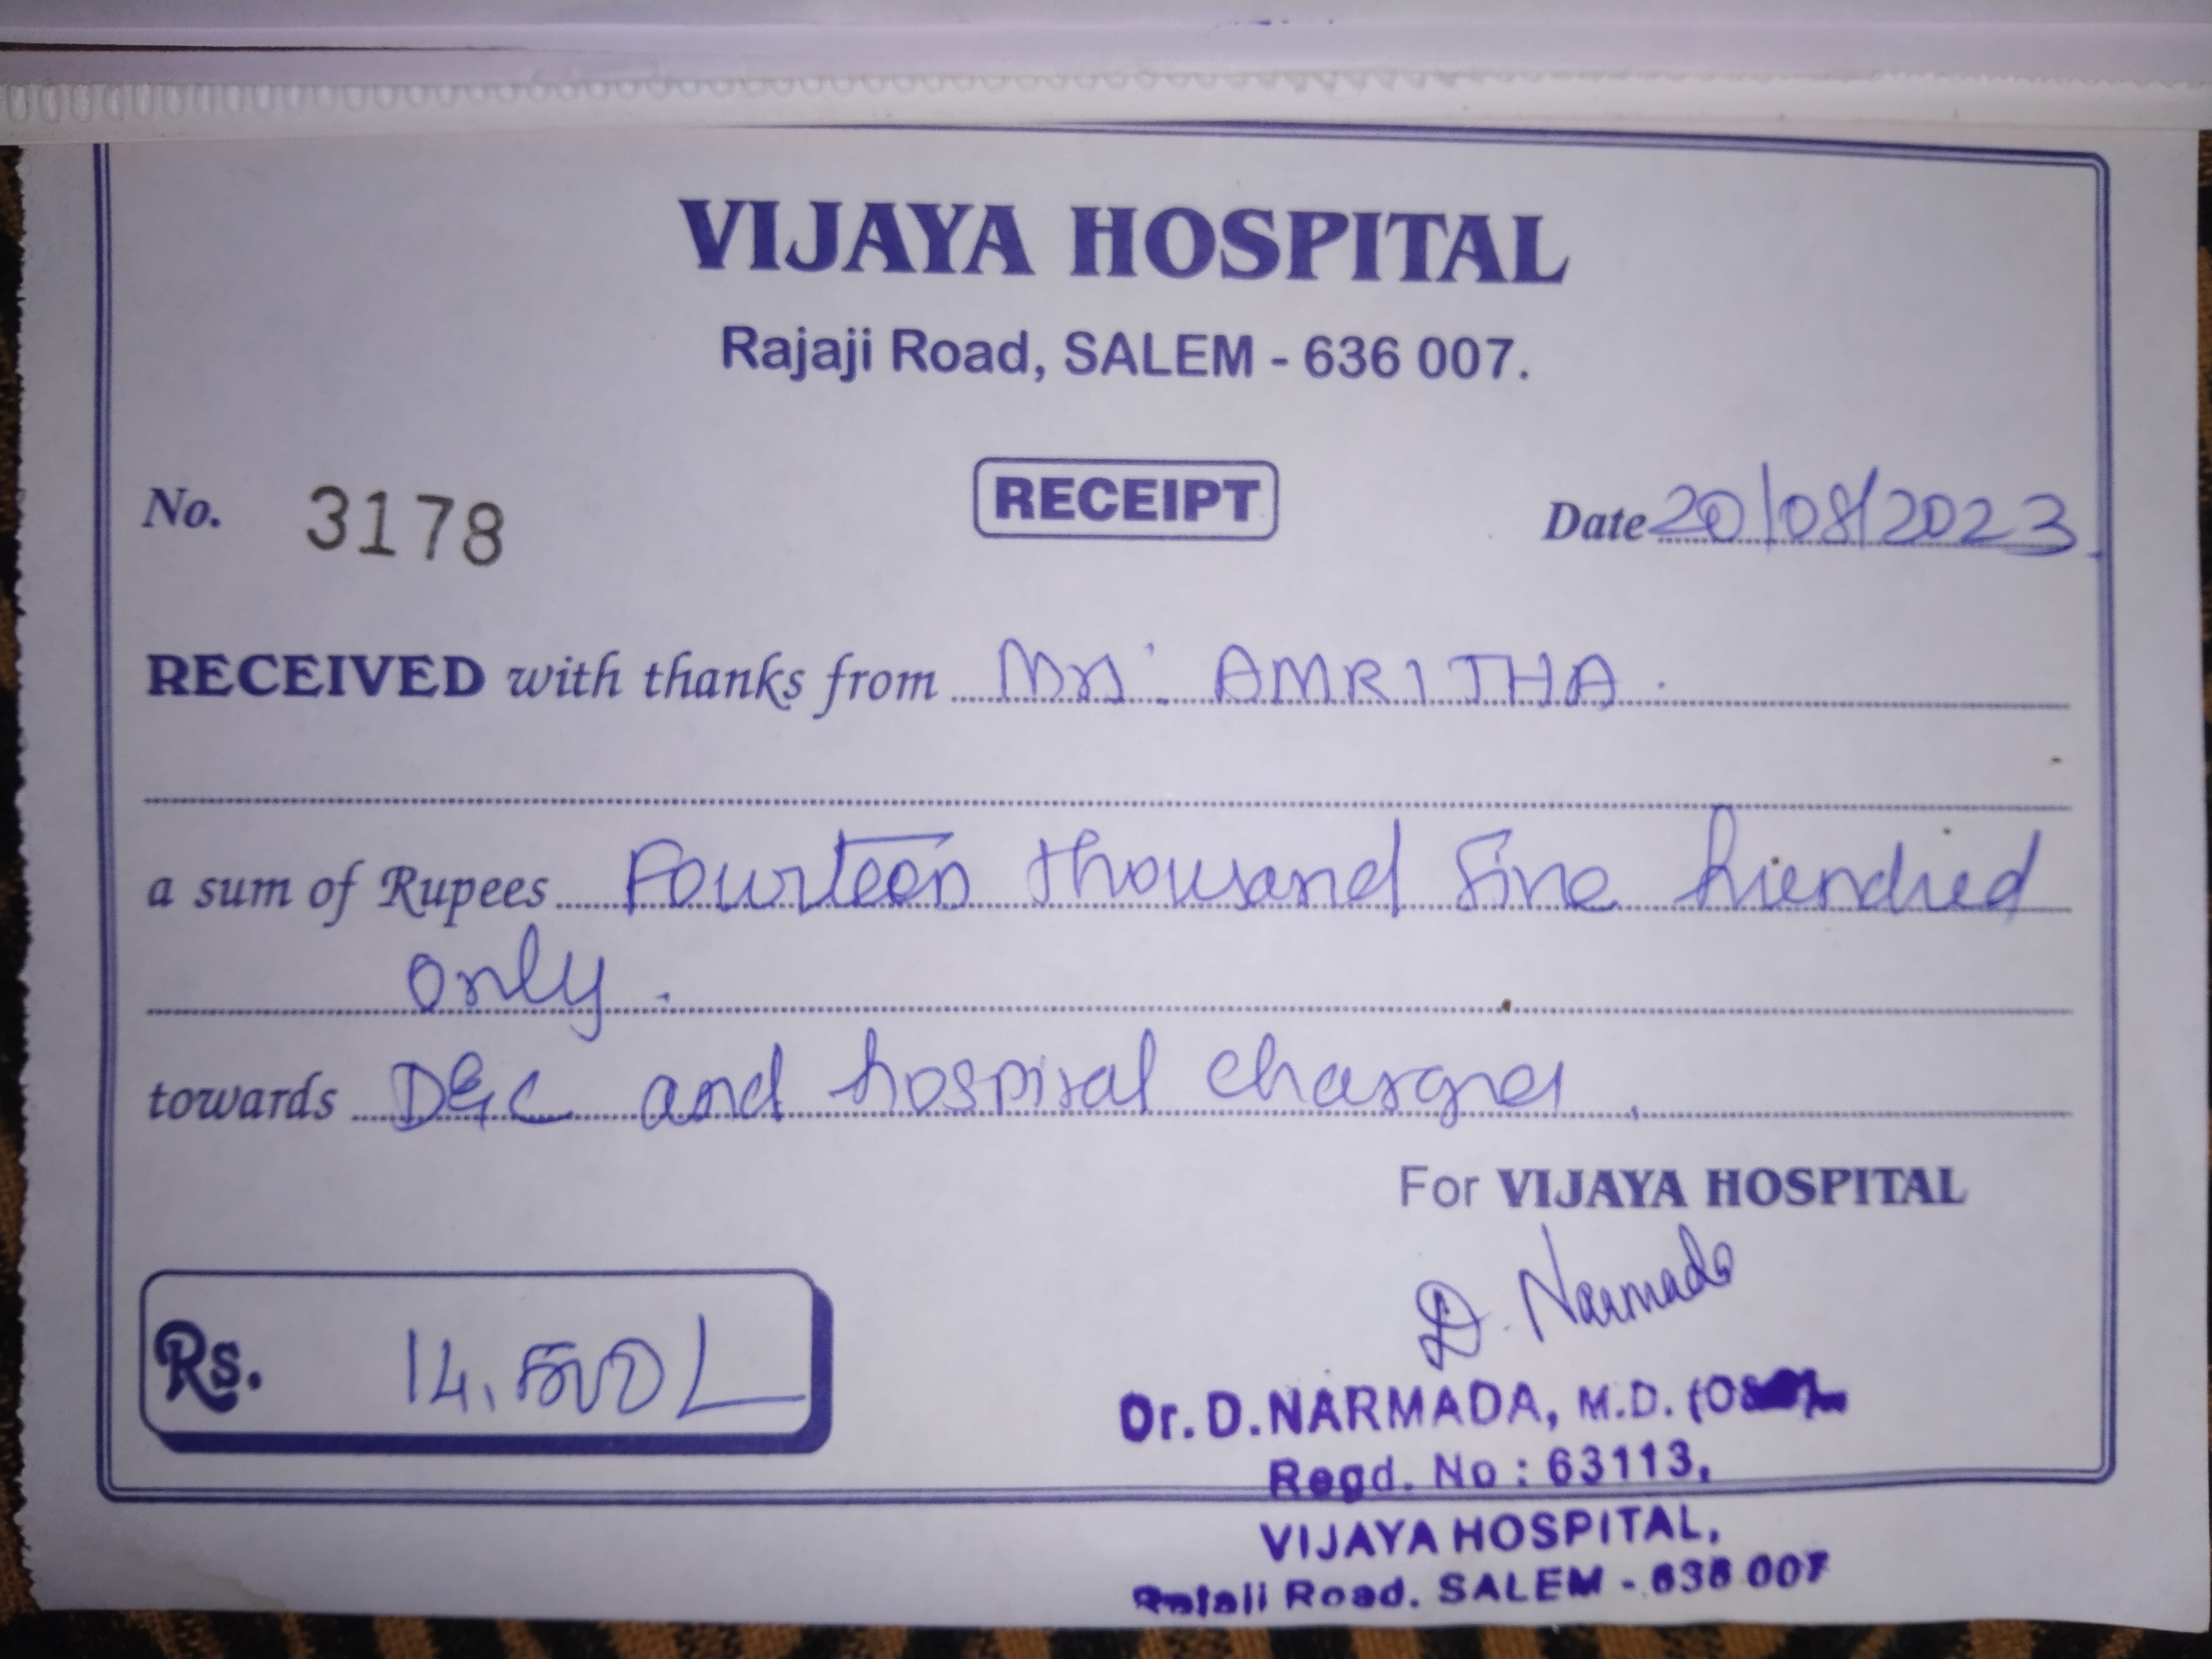 VIJAYA HOSPITAL
Rajaji Road, SALEM - 636 007.
No. 3178 RECEIPT Date 20/08/2023
RECEIVED with thanks from Mrs. AMRITHA.
a sum of Rupees Fourteen thousand Five hundred
only.
towards D&C and hospital charges.
For VIJAYA HOSPITAL
D. Narmada
Rs. 14,500/-
Dr. D. NARMADA, M.D.
Regd. No : 63113,
VIJAYA HOSPITAL,
Rajaji Road. SALEM - 636 007